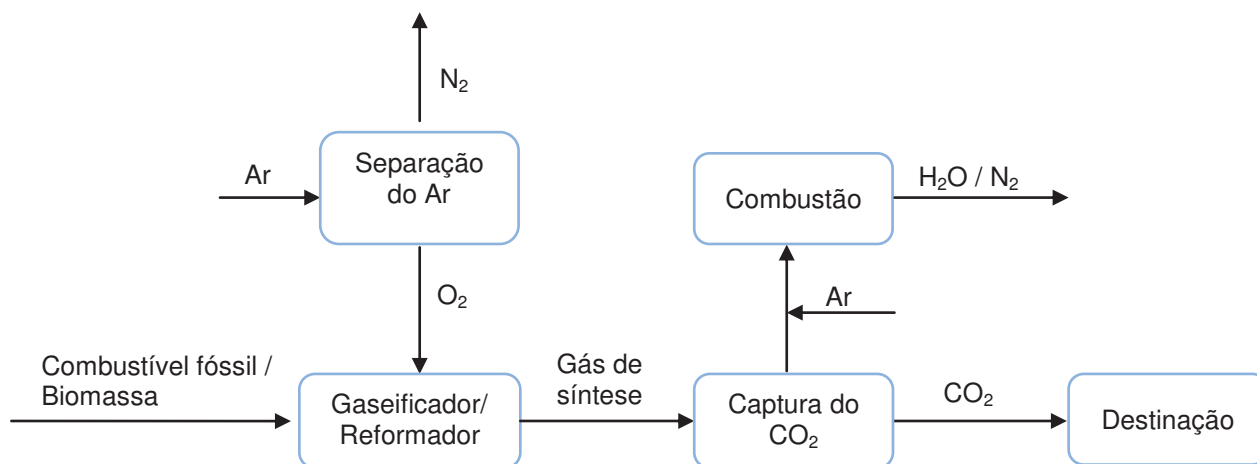 N₂
Ar
Separação
do Ar
Combustão
H₂O / N₂
O₂
Ar
Combustível fóssil /
Biomassa
Gaseificador/
Reformador
Gás de
síntese
Captura do
CO₂
CO₂
Destinação